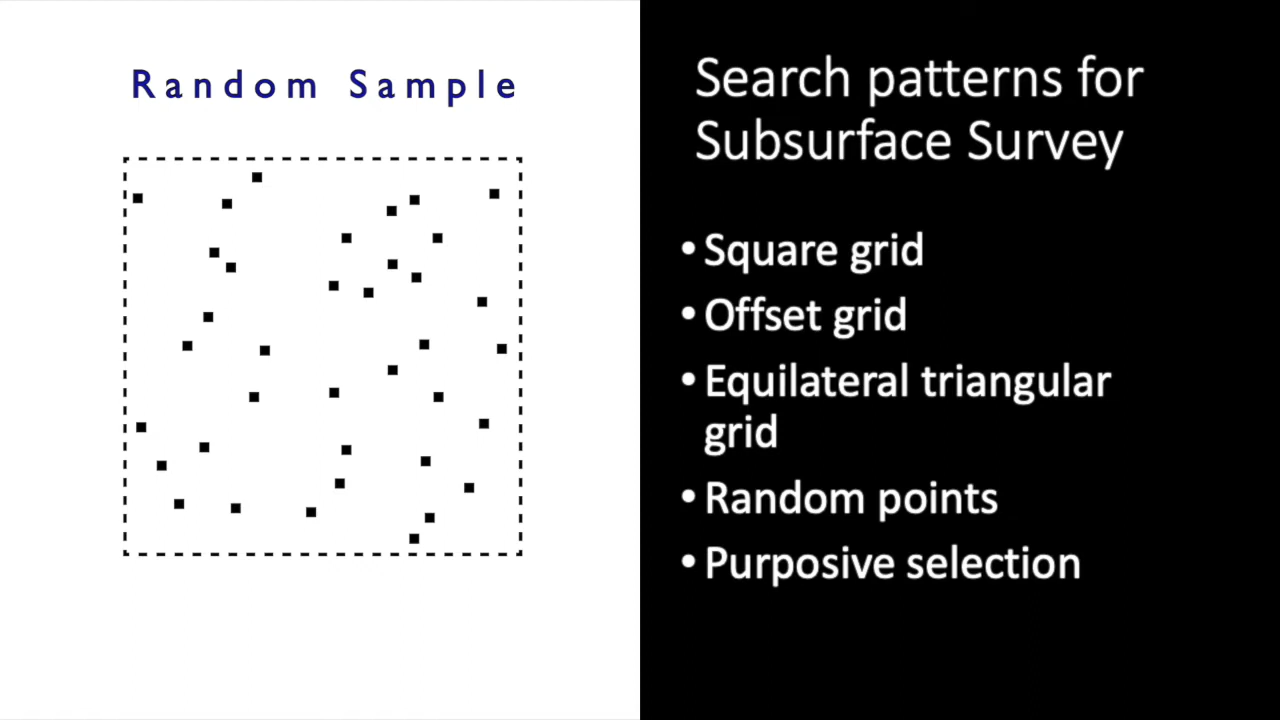 Random Sample
Search patterns for
Subsurface Survey
• Square grid
• Offset grid
• Equilateral triangular
grid
• Random points
• Purposive selection